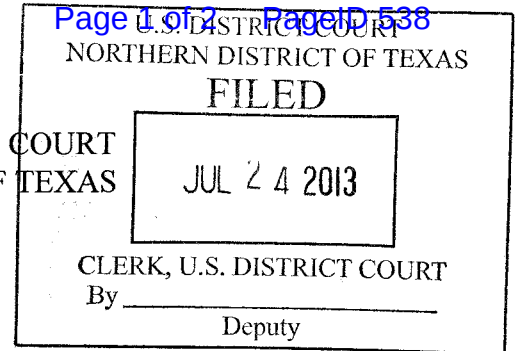 Page 1 of 2 PageID 538
U.S. DISTRICT COURT
NORTHERN DISTRICT OF TEXAS
FILED
COURT
F TEXAS
JUL 24 2013
CLERK, U.S. DISTRICT COURT
By
Deputy